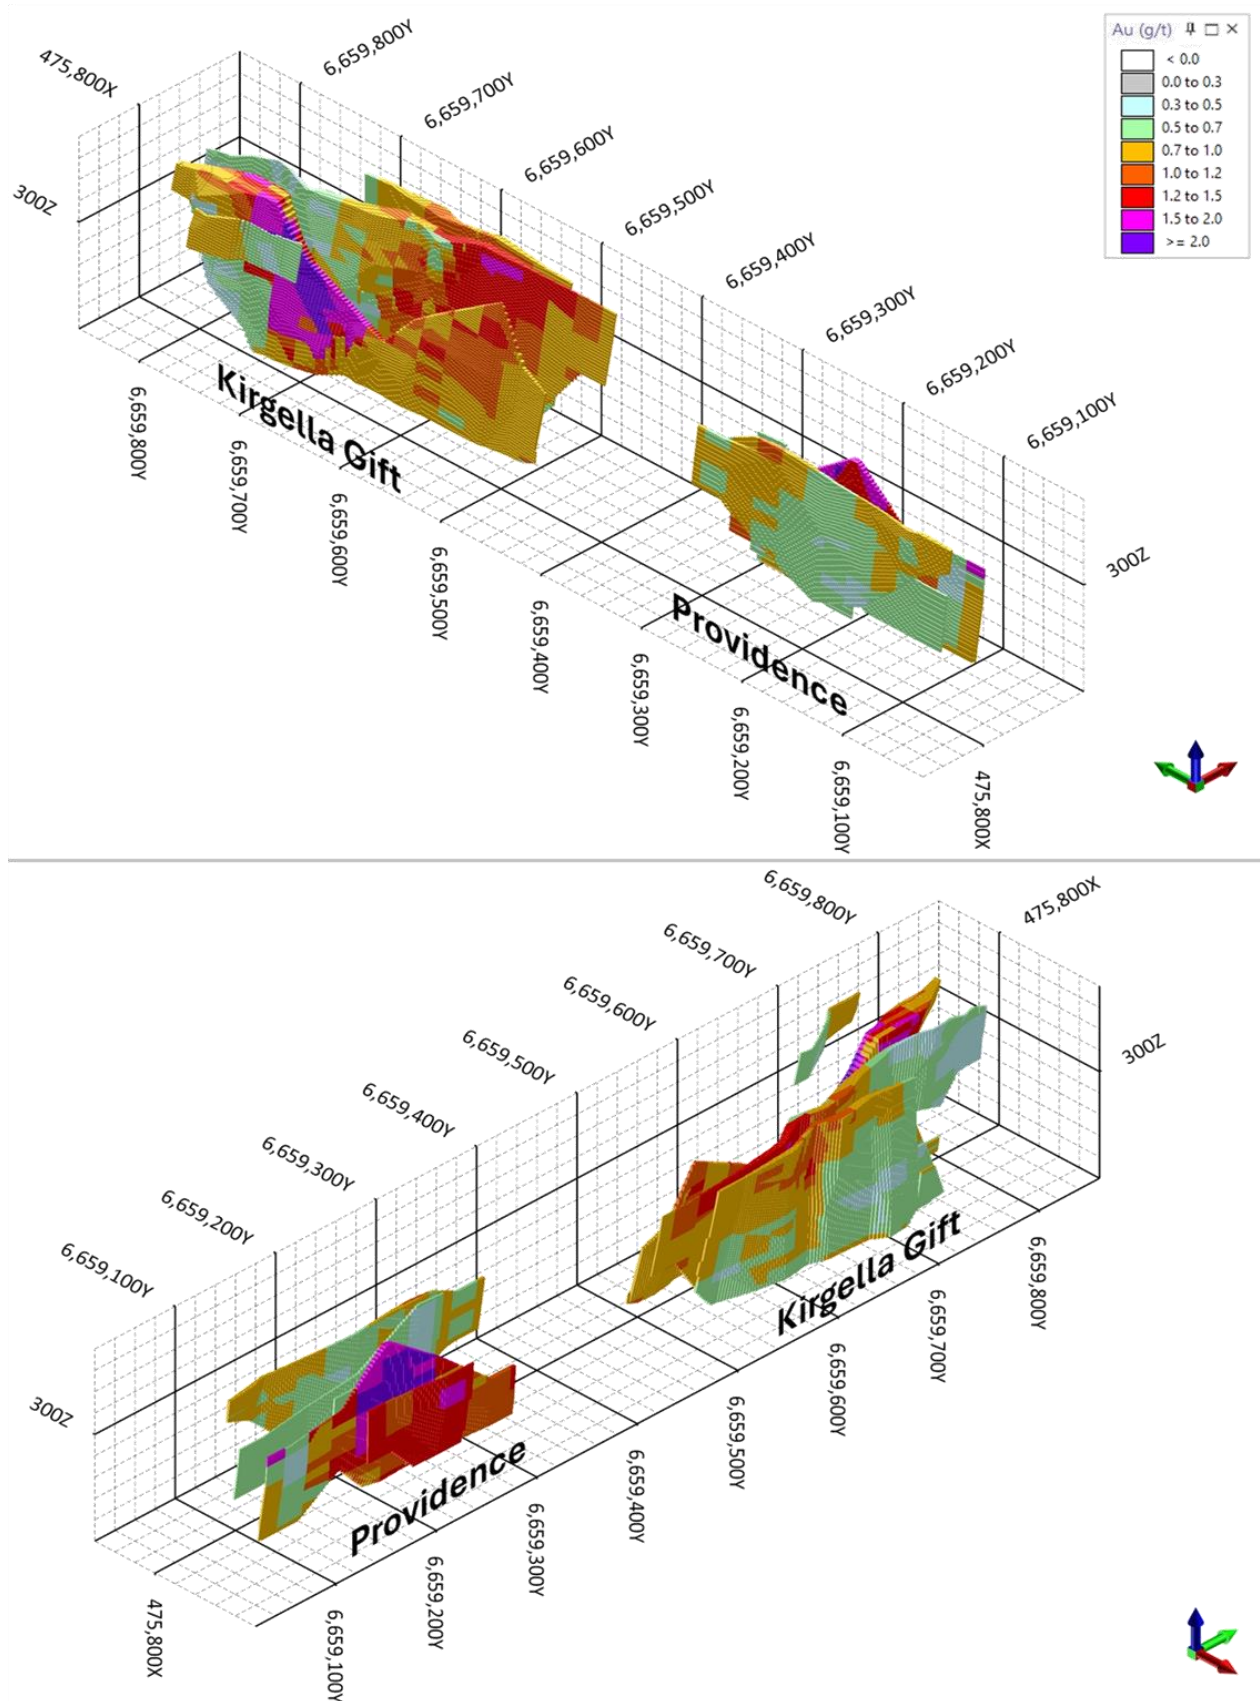 Au (g/t)
< 0.0
0.0 to 0.3
0.3 to 0.5
0.5 to 0.7
0.7 to 1.0
1.0 to 1.2
1.2 to 1.5
1.5 to 2.0
>= 2.0
475,800X
6,659,800Y
6,659,700Y
6,659,600Y
6,659,500Y
6,659,400Y
6,659,300Y
6,659,200Y
6,659,100Y
300Z
300Z
Kirgella Gift
Providence
6,659,800Y
6,659,700Y
6,659,600Y
6,659,500Y
6,659,400Y
6,659,300Y
6,659,200Y
6,659,100Y
475,800X
6,659,800Y
475,800X
6,659,700Y
6,659,600Y
6,659,500Y
6,659,400Y
6,659,300Y
6,659,200Y
6,659,100Y
300Z
300Z
Kirgella Gift
Providence
6,659,800Y
6,659,700Y
6,659,600Y
6,659,500Y
6,659,400Y
6,659,300Y
6,659,200Y
6,659,100Y
475,800X